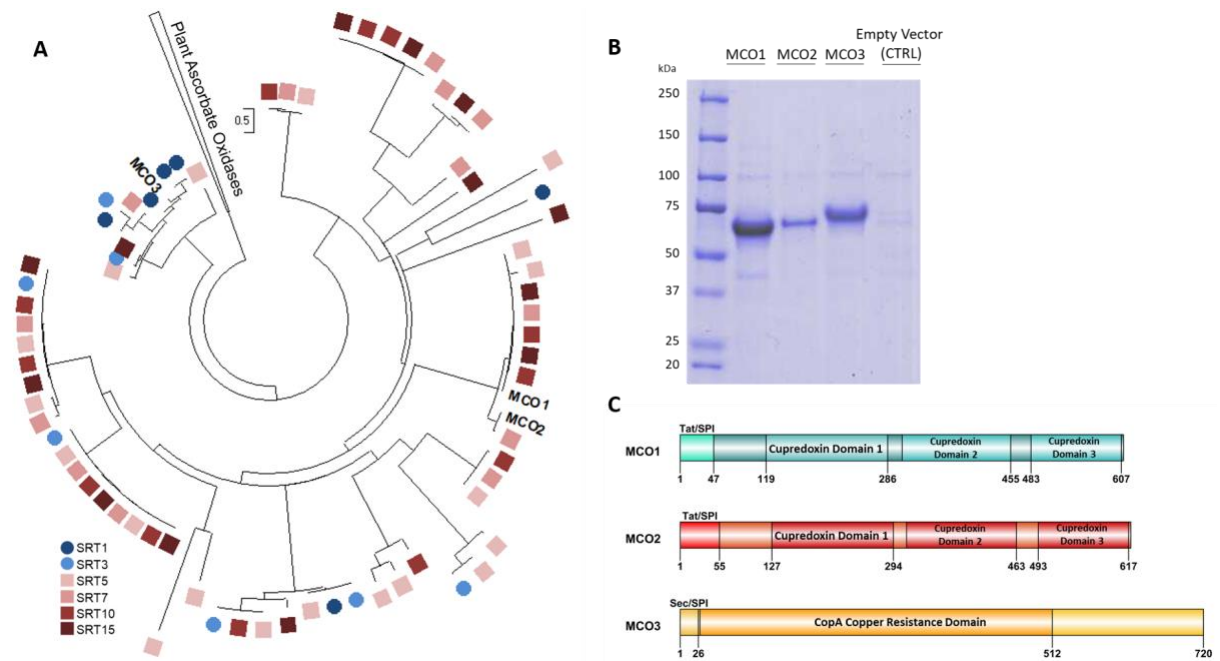 A
Plant Ascorbate Oxidases
0.5
MCO3
MCO1
MCO2
SRT1
SRT3
SRT5
SRT7
SRT10
SRT15
B
Empty Vector
MCO1 MCO2 MCO3 (CTRL)
kDa
250
150
100
75
50
37
25
20
C
Tat/SPI
MCO1
Cupredoxin Domain 1
Cupredoxin
Domain 2
Cupredoxin
Domain 3
1 47 119 286 455 483 607
Tat/SPI
MCO2
Cupredoxin Domain 1
Cupredoxin
Domain 2
Cupredoxin
Domain 3
1 55 127 294 463 493 617
Sec/SPI
MCO3
CopA Copper Resistance Domain
1 26 512 720